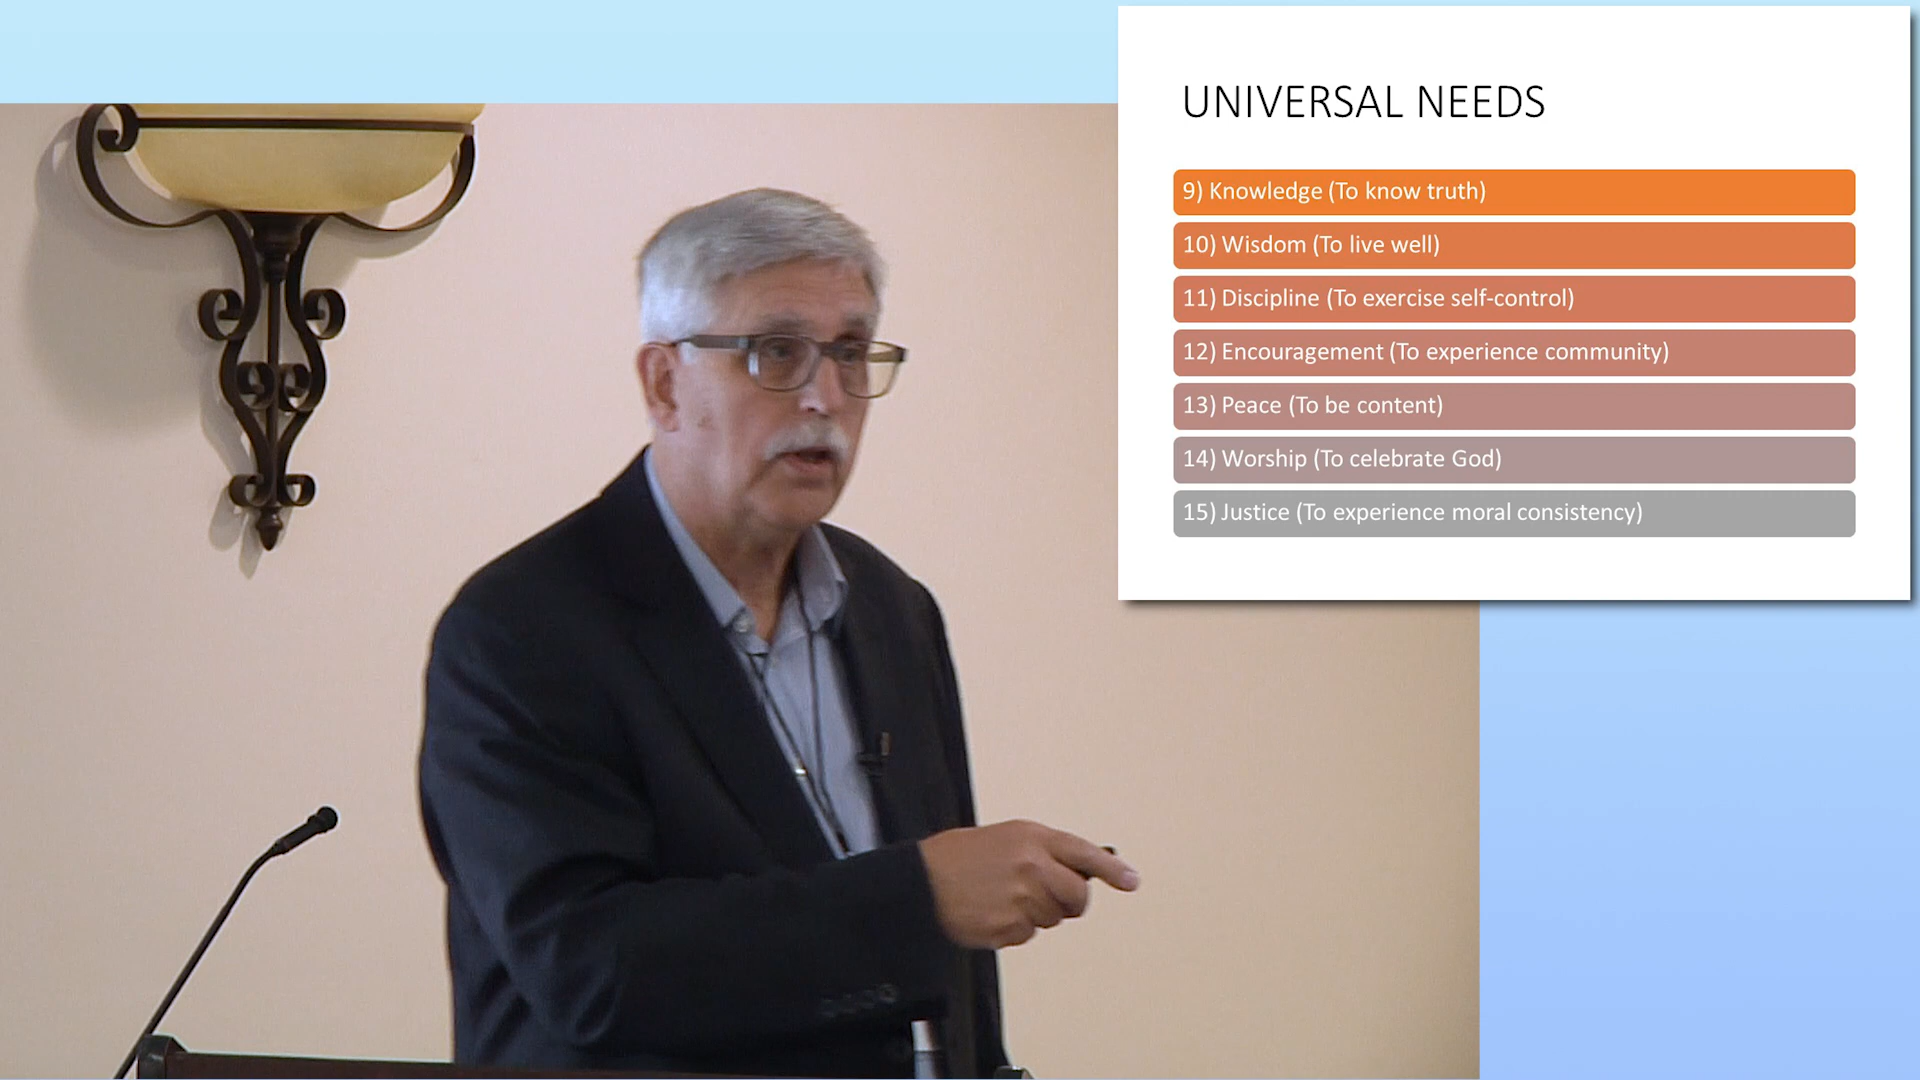 UNIVERSAL NEEDS
9) Knowledge (To know truth)
10) Wisdom (To live well)
11) Discipline (To exercise self-control)
12) Encouragement (To experience community)
13) Peace (To be content)
14) Worship (To celebrate God)
15) Justice (To experience moral consistency)